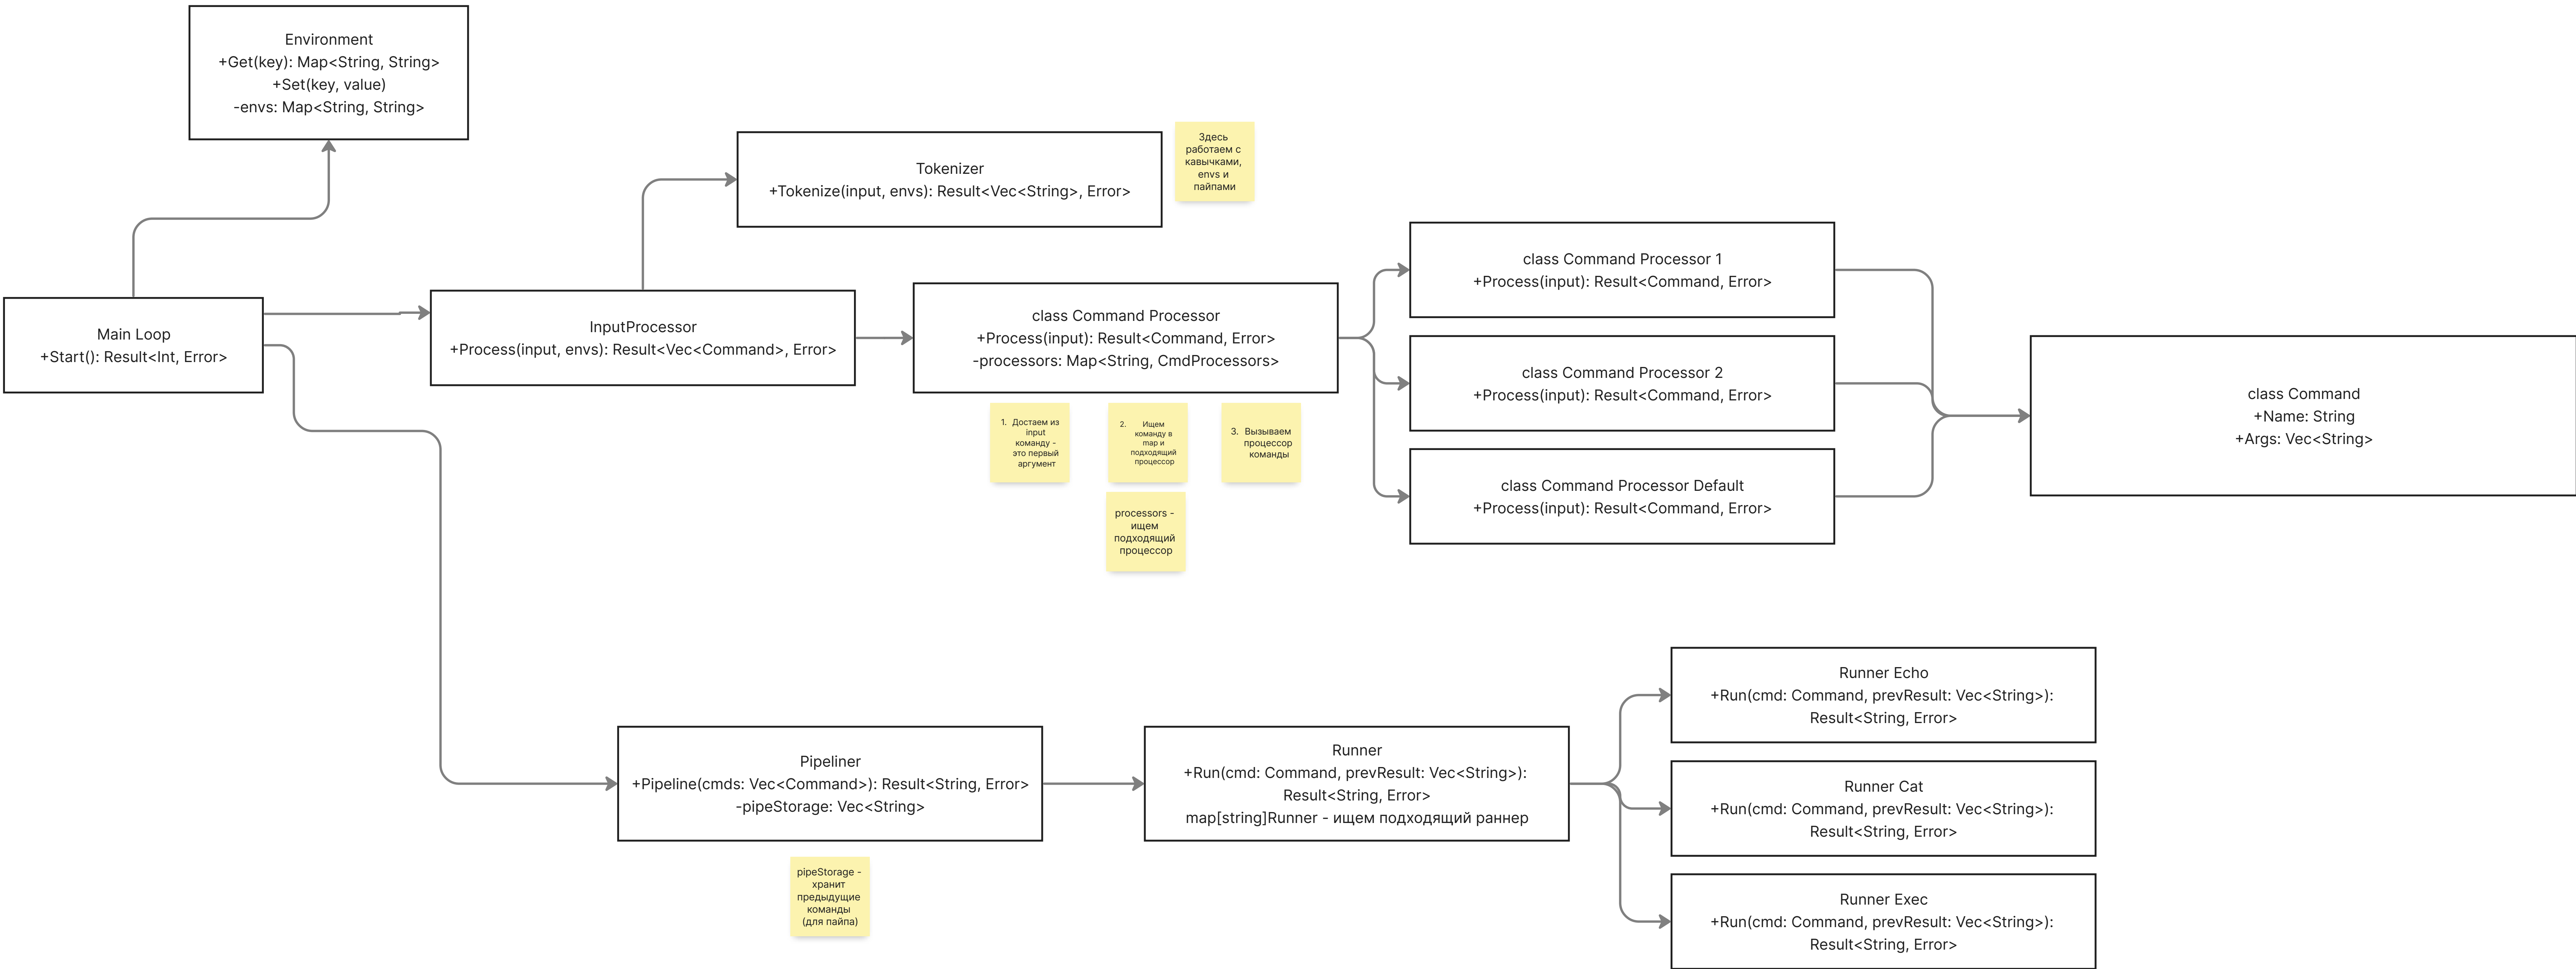 Environment
+Get(key): Map<String, String>
+Set(key, value)
-envs: Map<String, String>
Tokenizer
+Tokenize(input, envs): Result<Vec<String>, Error>
Здесь
работаем с
кавычками,
envs и
пайпами
Main Loop
+Start(): Result<Int, Error>
InputProcessor
+Process(input, envs): Result<Vec<Command>, Error>
class Command Processor
+Process(input): Result<Command, Error>
-processors: Map<String, CmdProcessors>
1. Достаем из
input
команду -
это первый
аргумент
2. Ищем
команду в
map и
подходящий
процессор
3. Вызываем
процессор
команды
processors -
ищем
подходящий
процессор
class Command Processor 1
+Process(input): Result<Command, Error>
class Command Processor 2
+Process(input): Result<Command, Error>
class Command Processor Default
+Process(input): Result<Command, Error>
class Command
+Name: String
+Args: Vec<String>
Pipeliner
+Pipeline(cmds: Vec<Command>): Result<String, Error>
-pipeStorage: Vec<String>
pipeStorage -
хранит
предыдущие
команды
(для пайпа)
Runner
+Run(cmd: Command, prevResult: Vec<String>):
Result<String, Error>
map[string]Runner - ищем подходящий раннер
Runner Echo
+Run(cmd: Command, prevResult: Vec<String>):
Result<String, Error>
Runner Cat
+Run(cmd: Command, prevResult: Vec<String>):
Result<String, Error>
Runner Exec
+Run(cmd: Command, prevResult: Vec<String>):
Result<String, Error>